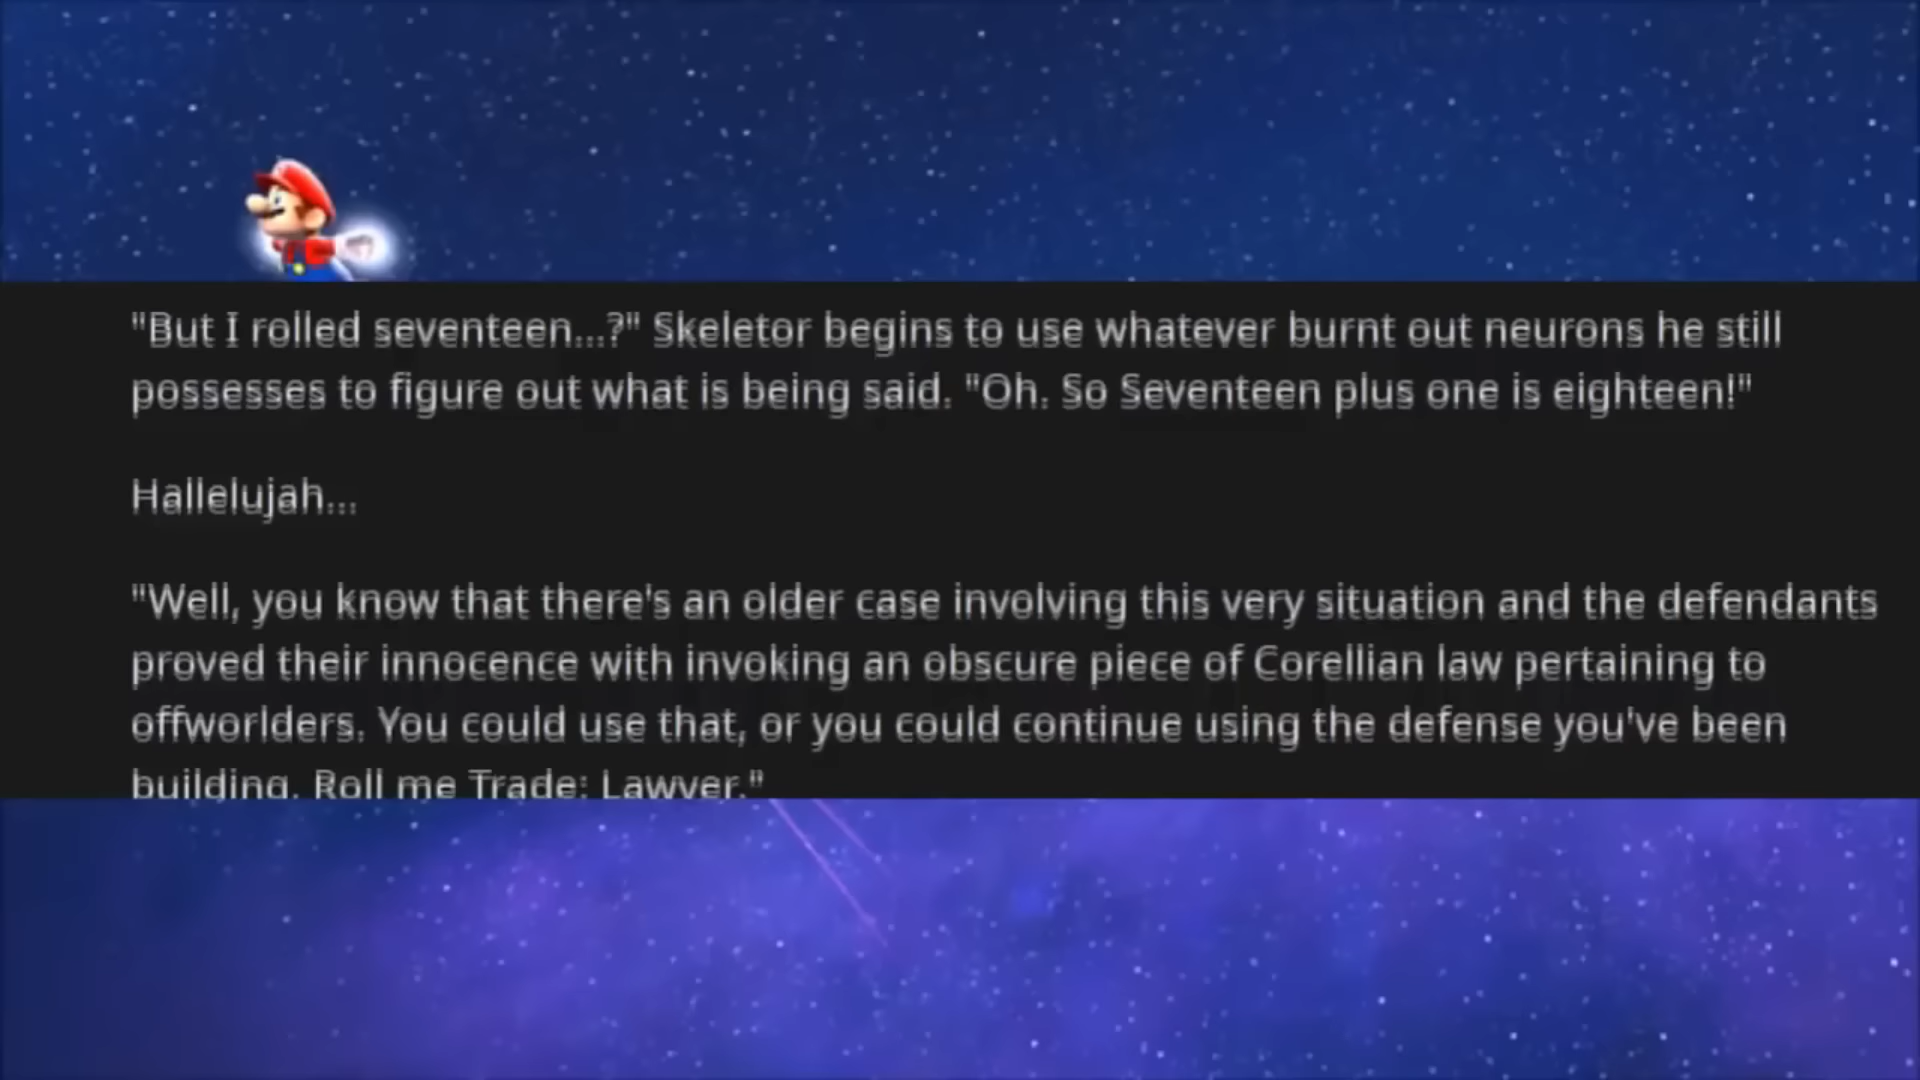 "But I rolled seventeen...?" Skeletor begins to use whatever burnt out neurons he still
possesses to figure out what is being said. "Oh. So Seventeen plus one is eighteen!"
Hallelujah...
"Well, you know that there's an older case involving this very situation and the defendants
proved their innocence with invoking an obscure piece of Corellian law pertaining to
offworlders. You could use that, or you could continue using the defense you've been
building. Roll me Trade: Lawyer."